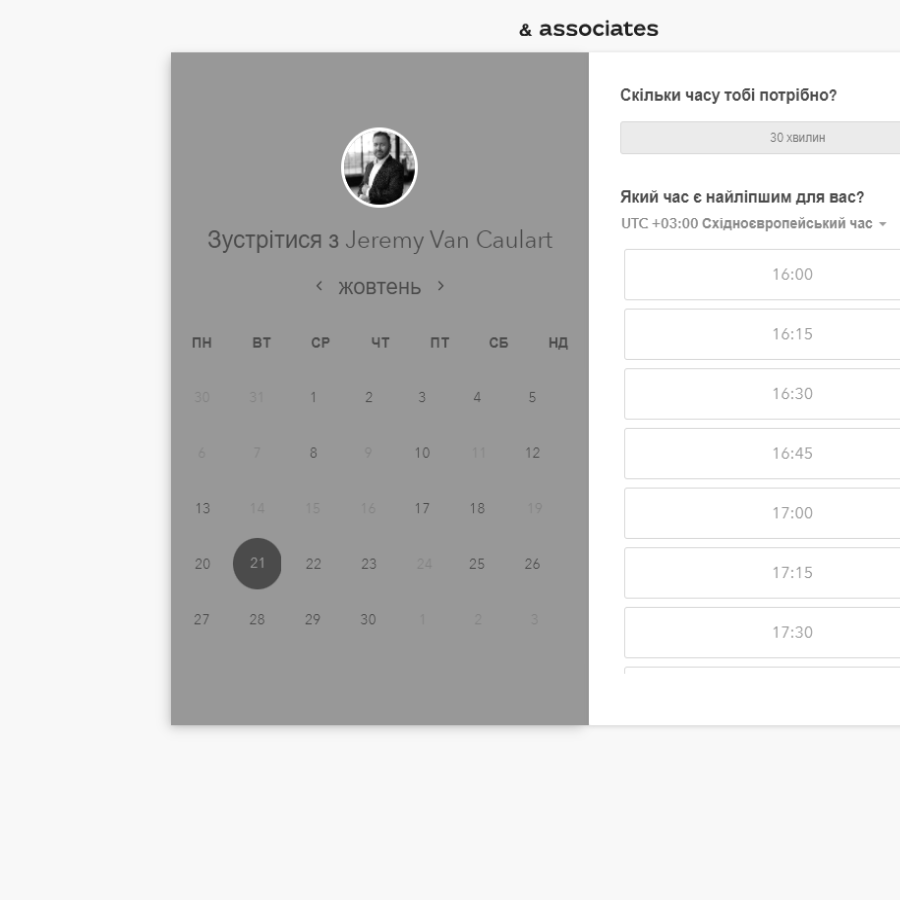 & associates
Зустрітися з Jeremy Van Caulart
жовтень
ПН ВТ СР ЧТ ПТ СБ НД
30 31 1 2 3 4 5
6 7 8 9 10 11 12
13 14 15 16 17 18 19
20 21 22 23 24 25 26
27 28 29 30 1 2 3
Скільки часу тобі потрібно?
30 хвилин
Який час є найліпшим для вас?
UTC +03:00 Східноєвропейський час
16:00
16:15
16:30
16:45
17:00
17:15
17:30